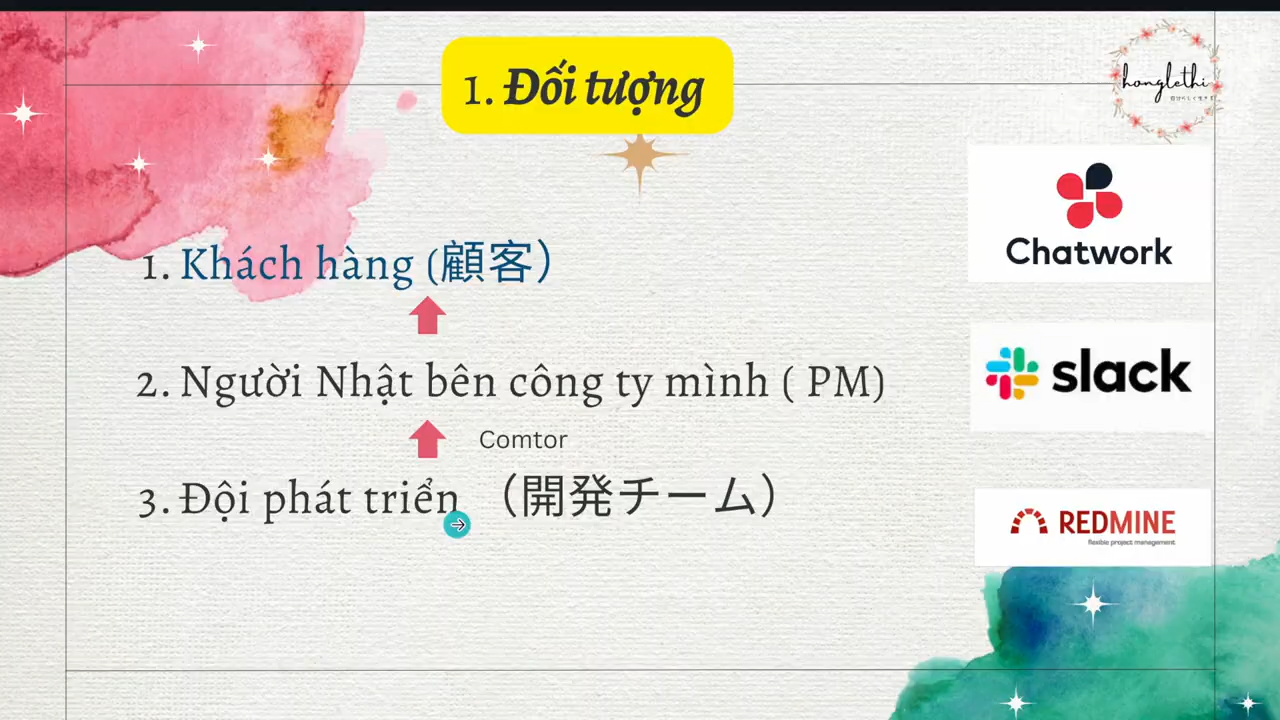 1. Đối tượng
honglethi
1. Khách hàng (顧客）
2. Người Nhật bên công ty mình ( PM)
Comtor
3. Đội phát triển （開発チーム）
Chatwork
slack
REDMINE
flexible project management